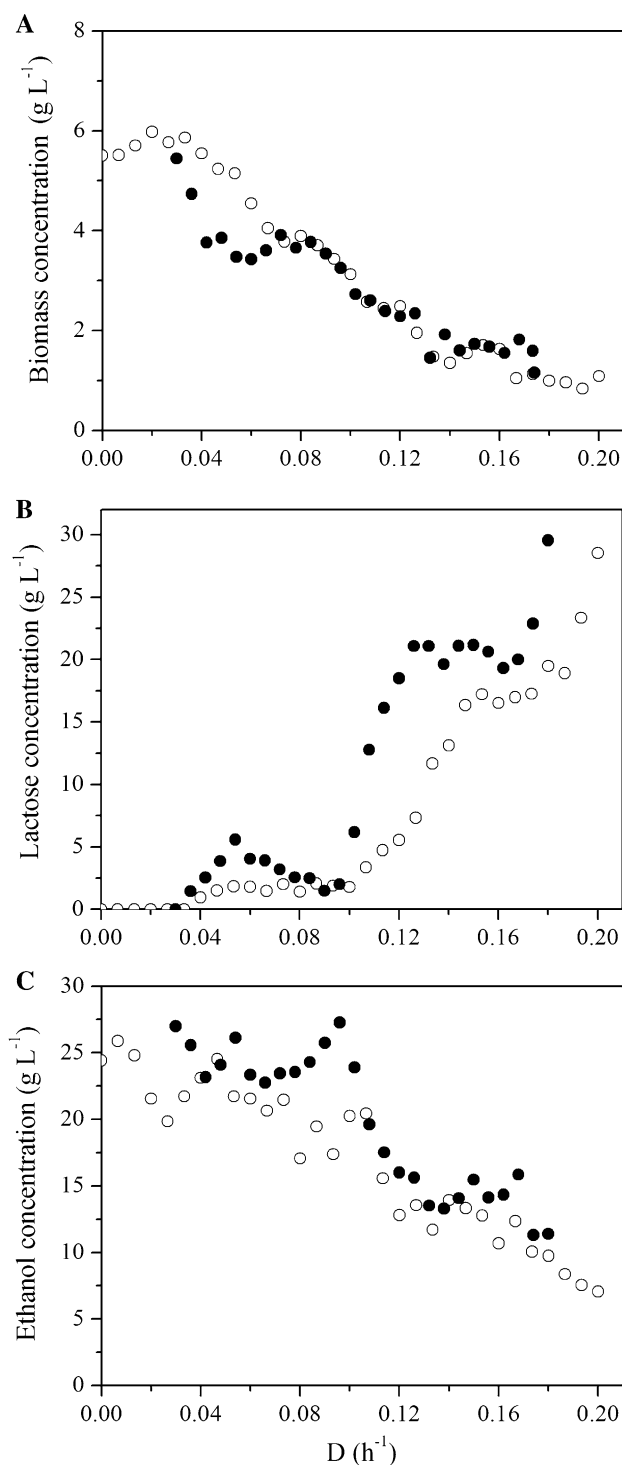 A
Biomass concentration (g L-1)
8
6
4
2
0
0.00 0.04 0.08 0.12 0.16 0.20
B
Lactose concentration (g L-1)
30
25
20
15
10
5
0
0.00 0.04 0.08 0.12 0.16 0.20
C
Ethanol concentration (g L-1)
30
25
20
15
10
5
0
0.00 0.04 0.08 0.12 0.16 0.20
D (h-1)